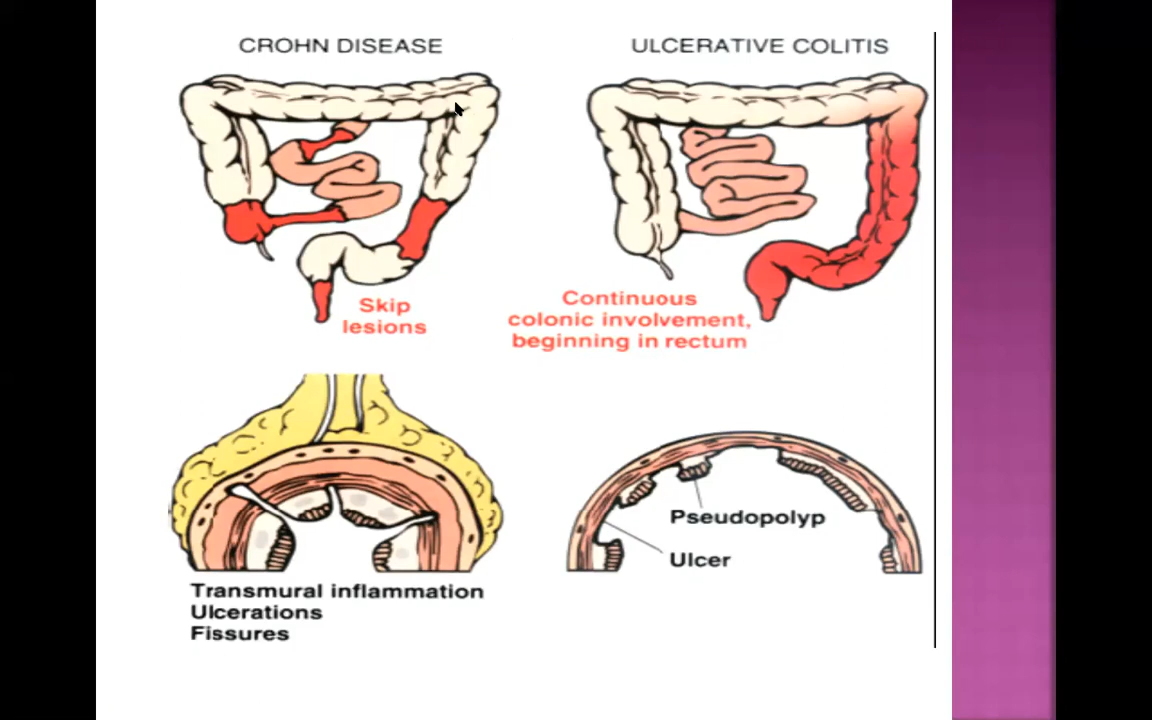 CROHN DISEASE
ULCERATIVE COLITIS
Skip
lesions
Continuous
colonic involvement,
beginning in rectum
Transmural inflammation
Ulcerations
Fissures
Pseudopolyp
Ulcer